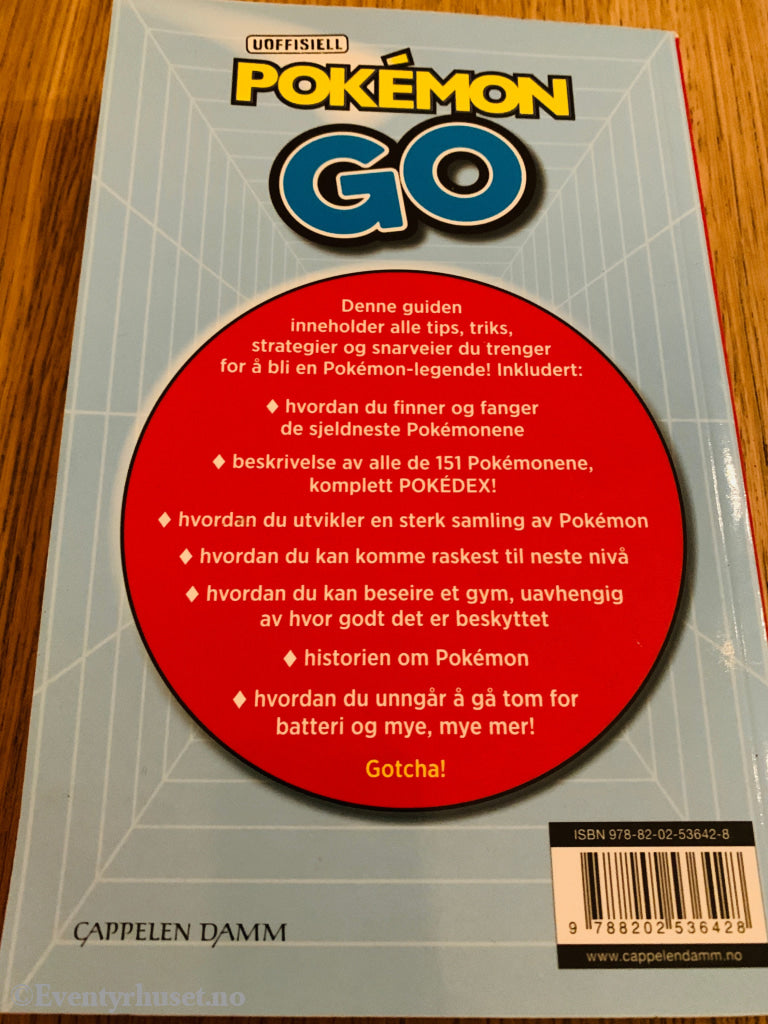 UOFFISIELL
POKÉMON
GO
Denne guiden
inneholder alle tips, triks,
strategier og snarveier du trenger
for å bli en Pokémon-legende! Inkludert:
♦ hvordan du finner og fanger
de sjeldneste Pokémonene
♦ beskrivelse av alle de 151 Pokémonene,
komplett POKÉDEX!
♦ hvordan du utvikler en sterk samling av Pokémon
♦ hvordan du kan komme raskest til neste nivå
♦ hvordan du kan beseire et gym, uavhengig
av hvor godt det er beskyttet
♦ historien om Pokémon
♦ hvordan du unngår å gå tom for
batteri og mye, mye mer!
Gotcha!
ISBN 978-82-02-53642-8
9 788202 536428
www.cappelendamm.no
CAPPELEN DAMM
©Eventyrhuset.no